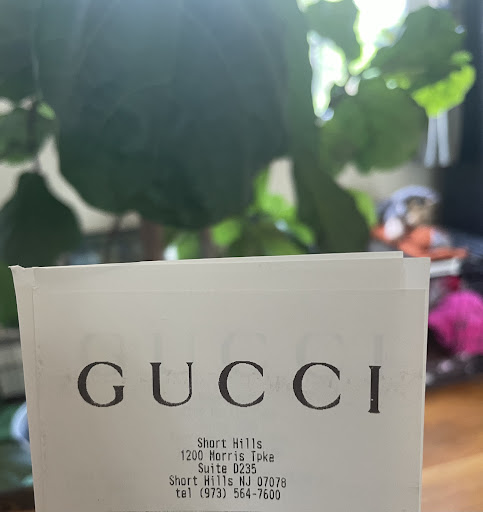 GUCCI
Short Hills
1200 Morris Tpke
Suite D235
Short Hills NJ 07078
tel (973) 564-7600